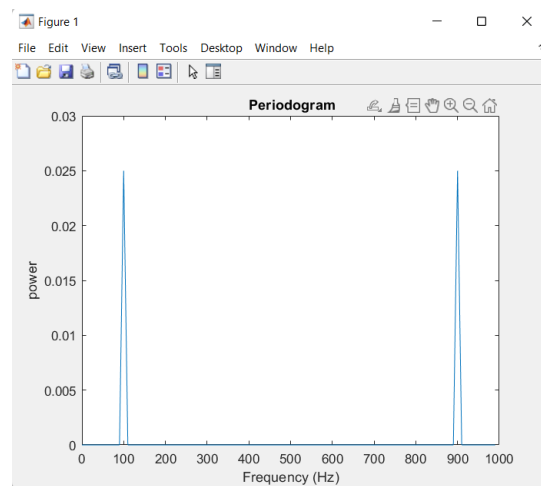 Figure 1
File Edit View Insert Tools Desktop Window Help
Periodogram
0.03
0.025
0.02
0.015
0.01
0.005
0
power
0 100 200 300 400 500 600 700 800 900 1000
Frequency (Hz)